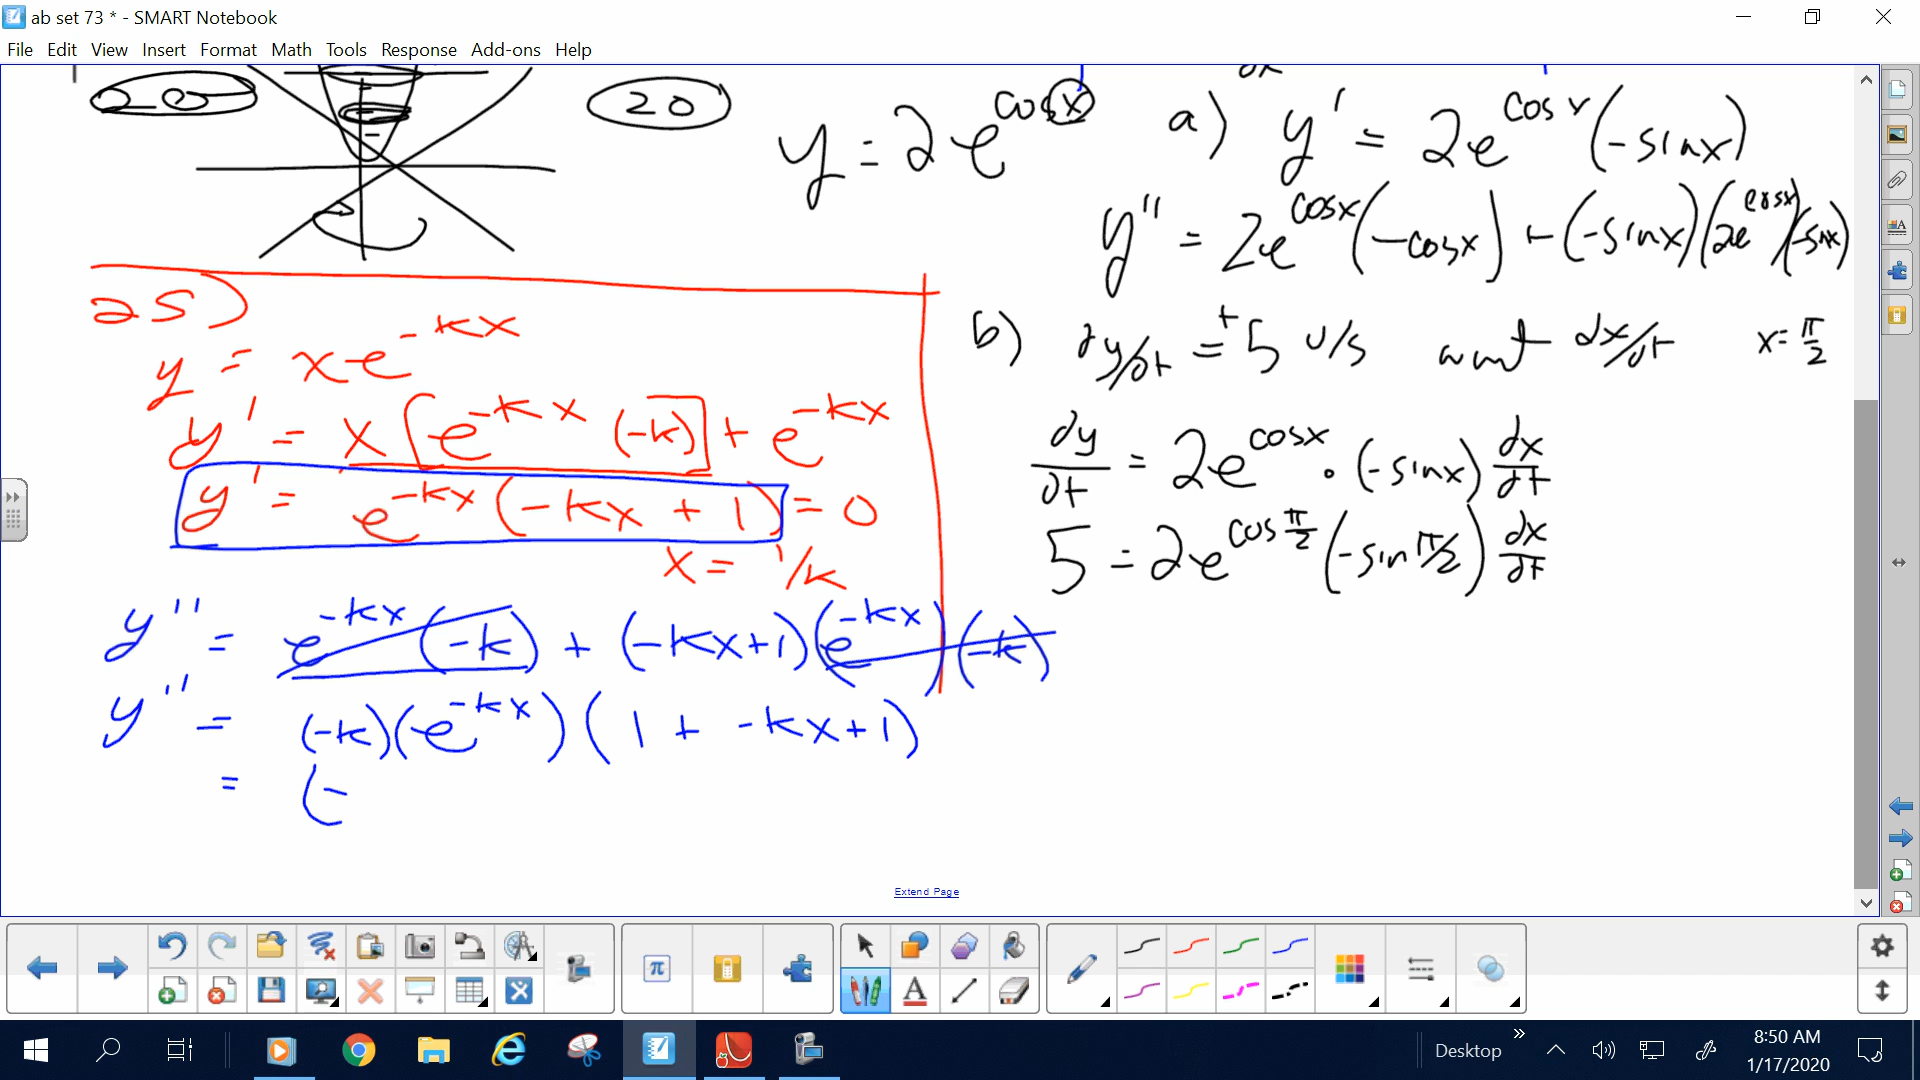 ab set 73 * - SMART Notebook
File Edit View Insert Format Math Tools Response Add-ons Help
20
20
y = 2e^{cosx}
a) y' = 2e^{cosx}(-sinx)
y'' = 2e^{cosx}(-cosx) + (-sinx)(2e^{cosx})(-sinx)
b) dy/dt = +5 u/s want dx/dt x = π/2
dy/dt = 2e^{cosx} · (-sinx) dx/dt
5 = 2e^{cos π/2} (-sin π/2) dx/dt
25)
y = xe^{-kx}
y' = x[e^{-kx}(-k)] + e^{-kx}
y' = e^{-kx}(-kx + 1) = 0
x = 1/k
y'' = e^{-kx}(-k) + (-kx+1)(e^{-kx})(-k)
y'' = (-k)(e^{-kx})(1 + -kx+1)
= (-
Extend Page
Desktop
8:50 AM
1/17/2020